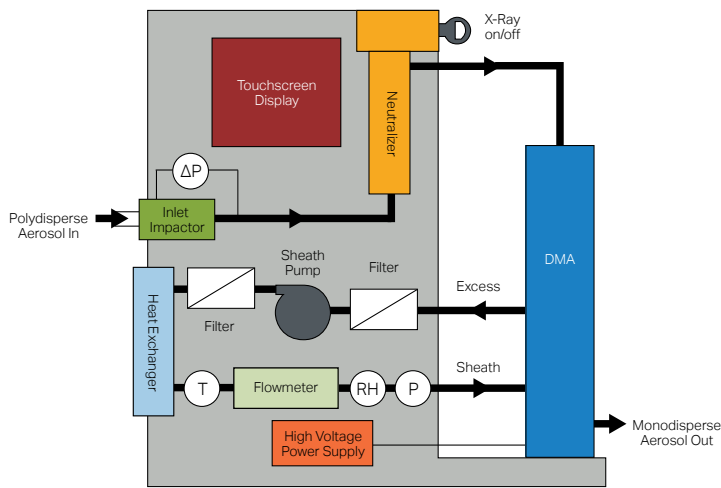 X-Ray
on/off
Touchscreen
Display
Neutralizer
ΔP
Polydisperse
Aerosol In
Inlet
Impactor
Sheath
Pump
Filter
DMA
Excess
Heat Exchanger
Filter
Sheath
T
Flowmeter
RH
P
High Voltage
Power Supply
Monodisperse
Aerosol Out